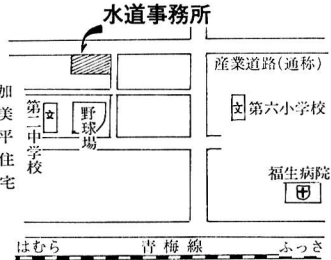 水道事務所
産業道路(通称)
加美平住宅
第二中学校
文
野球場
文
第六小学校
福生病院
はむら
青梅線
ふっさ